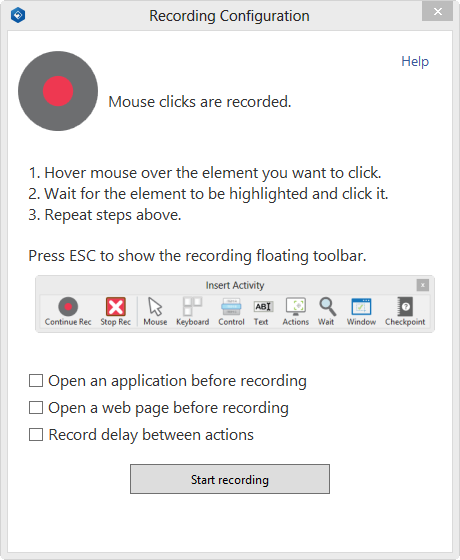 Recording Configuration
Help
Mouse clicks are recorded.
1. Hover mouse over the element you want to click.
2. Wait for the element to be highlighted and click it.
3. Repeat steps above.
Press ESC to show the recording floating toolbar.
Insert Activity
Continue Rec Stop Rec Mouse Keyboard Control Text Actions Wait Window Checkpoint
Open an application before recording
Open a web page before recording
Record delay between actions
Start recording